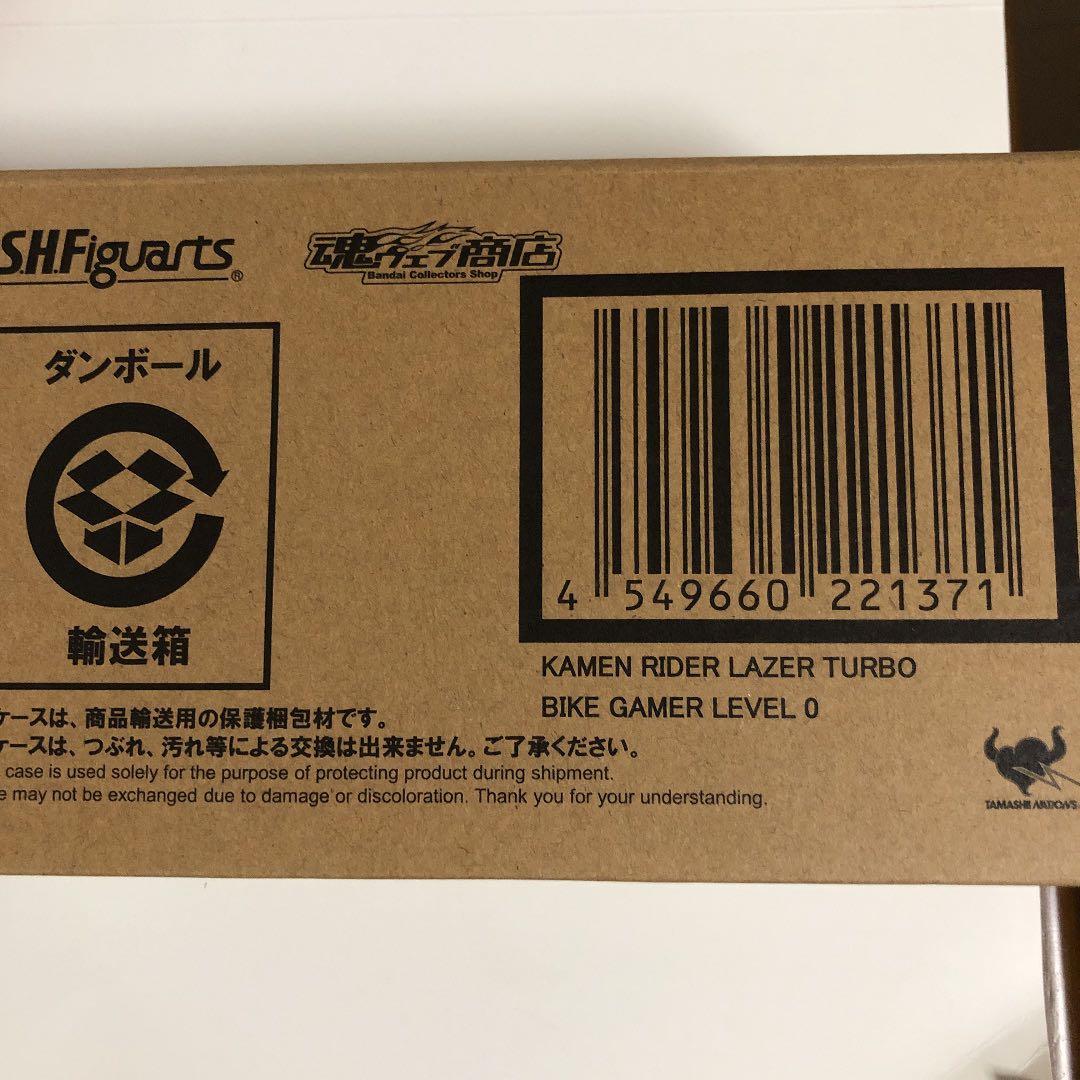 S.H.Figuarts®
魂ウェブ商店
Bandai Collectors Shop
ダンボール
輸送箱
4 549660 221371
KAMEN RIDER LAZER TURBO
BIKE GAMER LEVEL 0
ケースは、商品輸送用の保護梱包材です。
ケースは、つぶれ、汚れ等による交換は出来ません。ご了承ください。
case is used solely for the purpose of protecting product during shipment.
e may not be exchanged due to damage or discoloration. Thank you for your understanding.
TAMASHII NATIONS